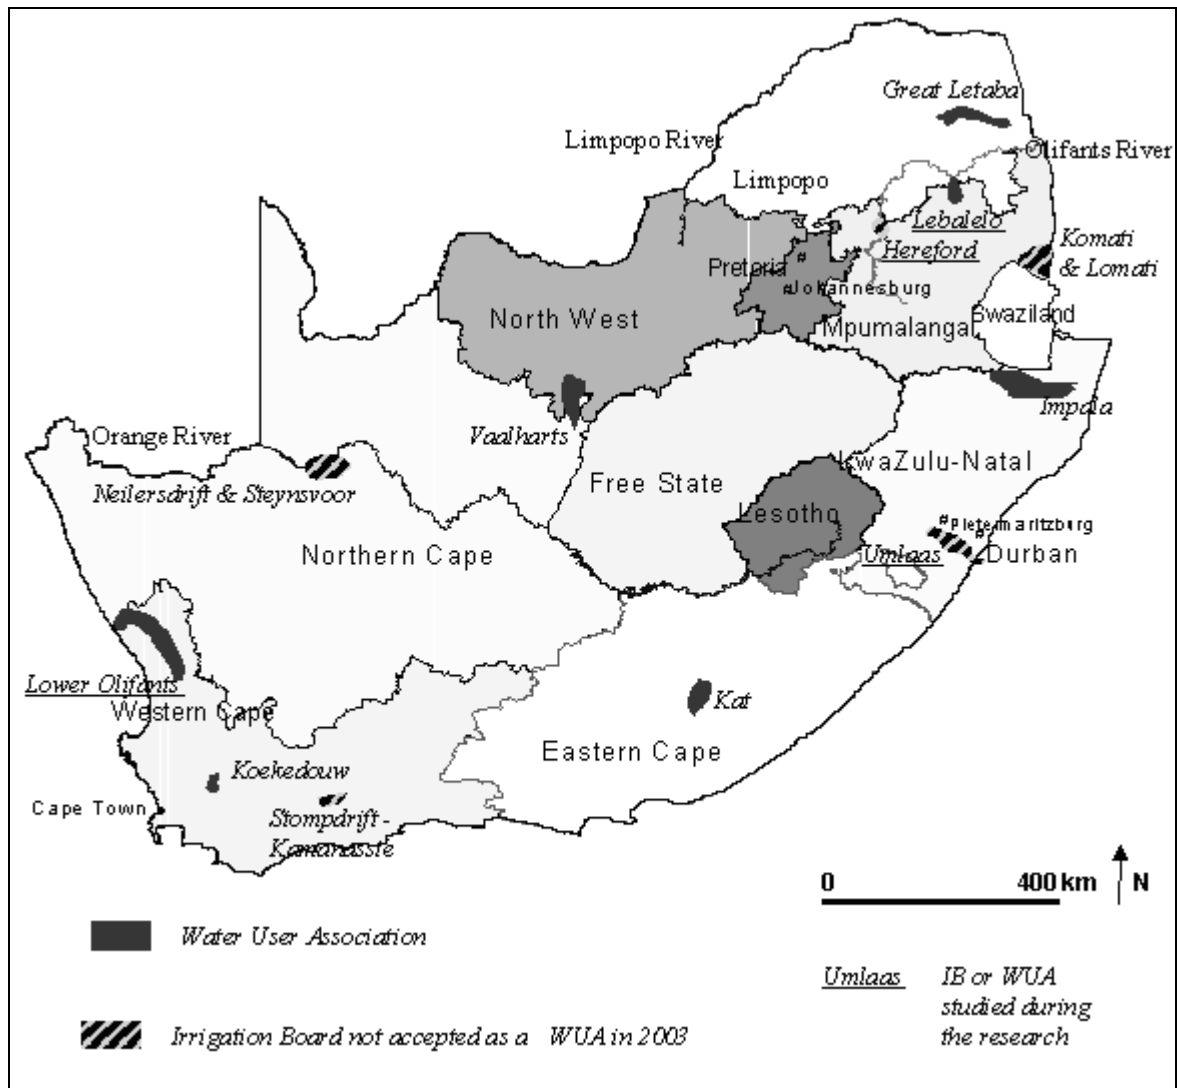 Great Letaba
Limpopo River
Olifants River
Limpopo
Lebalelo
Hereford
Komati
& Lomati
Pretoria
Johannesburg
North West
Mpumalanga
Swaziland
Impala
Vaalharts
Orange River
Neilersdrift & Steynsvoor
Free State
KwaZulu-Natal
Lesotho
Pietermaritzburg
Umlaas
Durban
Northern Cape
Lower Olifants
Western Cape
Kat
Eastern Cape
Koekedouw
Cape Town
Stompdrift -
Kamanassie
0 400 km N
Water User Association
Umlaas IB or WUA
studied during
the research
Irrigation Board not accepted as a WUA in 2003